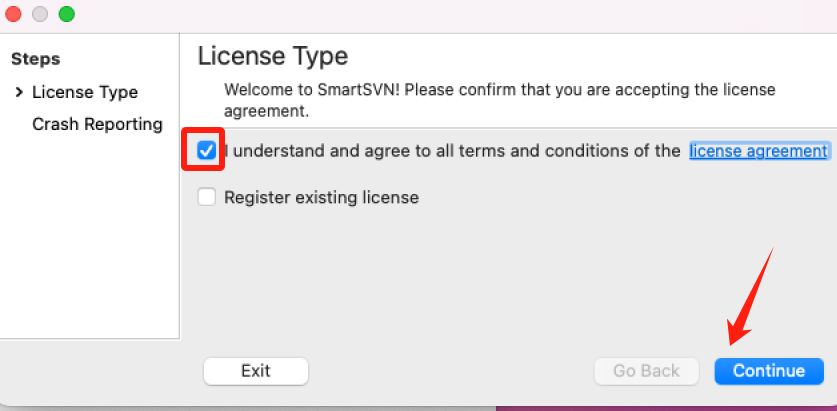 License Type
Steps
Welcome to SmartSVN! Please confirm that you are accepting the license
agreement.
License Type
Crash Reporting
I understand and agree to all terms and conditions of the license agreement
Register existing license
Exit
Go Back
Continue